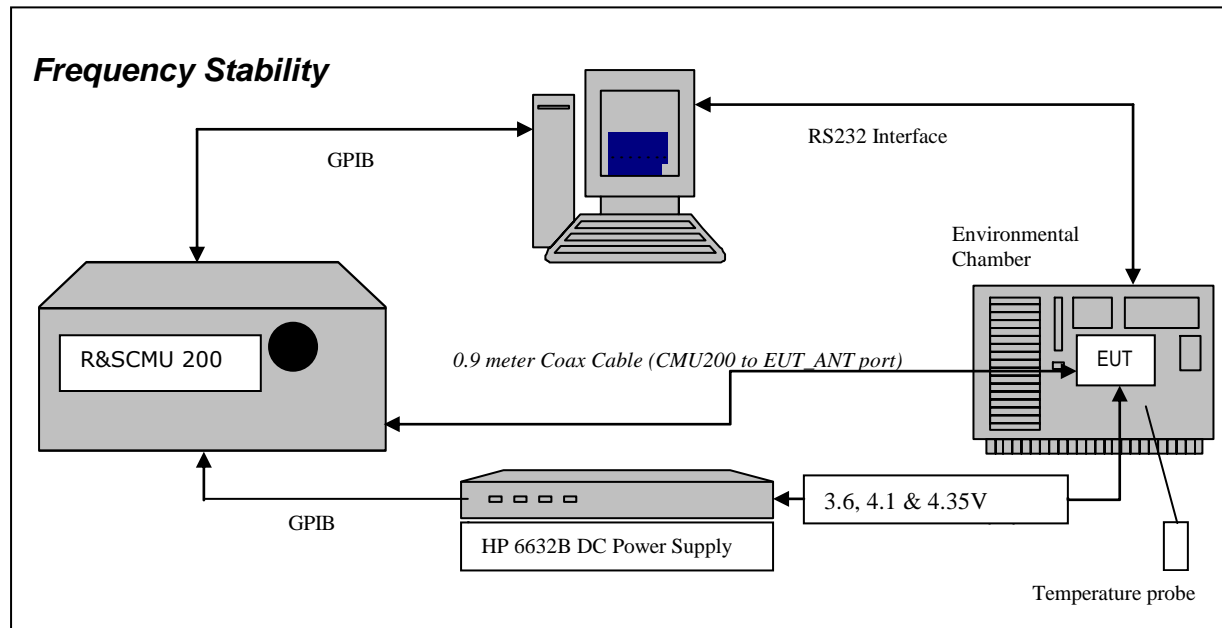 Frequency Stability
GPIB
RS232 Interface
Environmental
Chamber
R&SCMU 200
0.9 meter Coax Cable (CMU200 to EUT_ANT port)
EUT
GPIB
3.6, 4.1 & 4.35V
HP 6632B DC Power Supply
Temperature probe